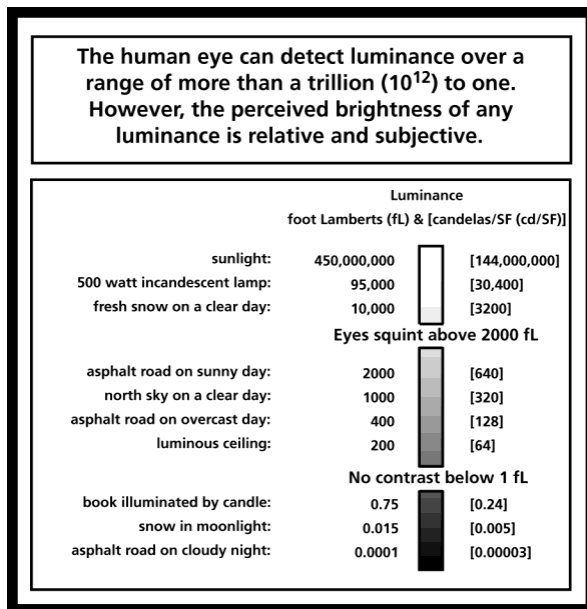 The human eye can detect luminance over a
range of more than a trillion (10¹²) to one.
However, the perceived brightness of any
luminance is relative and subjective.
Luminance
foot Lamberts (fL) & [candelas/SF (cd/SF)]
sunlight: 450,000,000 [144,000,000]
500 watt incandescent lamp: 95,000 [30,400]
fresh snow on a clear day: 10,000 [3200]
Eyes squint above 2000 fL
asphalt road on sunny day: 2000 [640]
north sky on a clear day: 1000 [320]
asphalt road on overcast day: 400 [128]
luminous ceiling: 200 [64]
No contrast below 1 fL
book illuminated by candle: 0.75 [0.24]
snow in moonlight: 0.015 [0.005]
asphalt road on cloudy night: 0.0001 [0.00003]